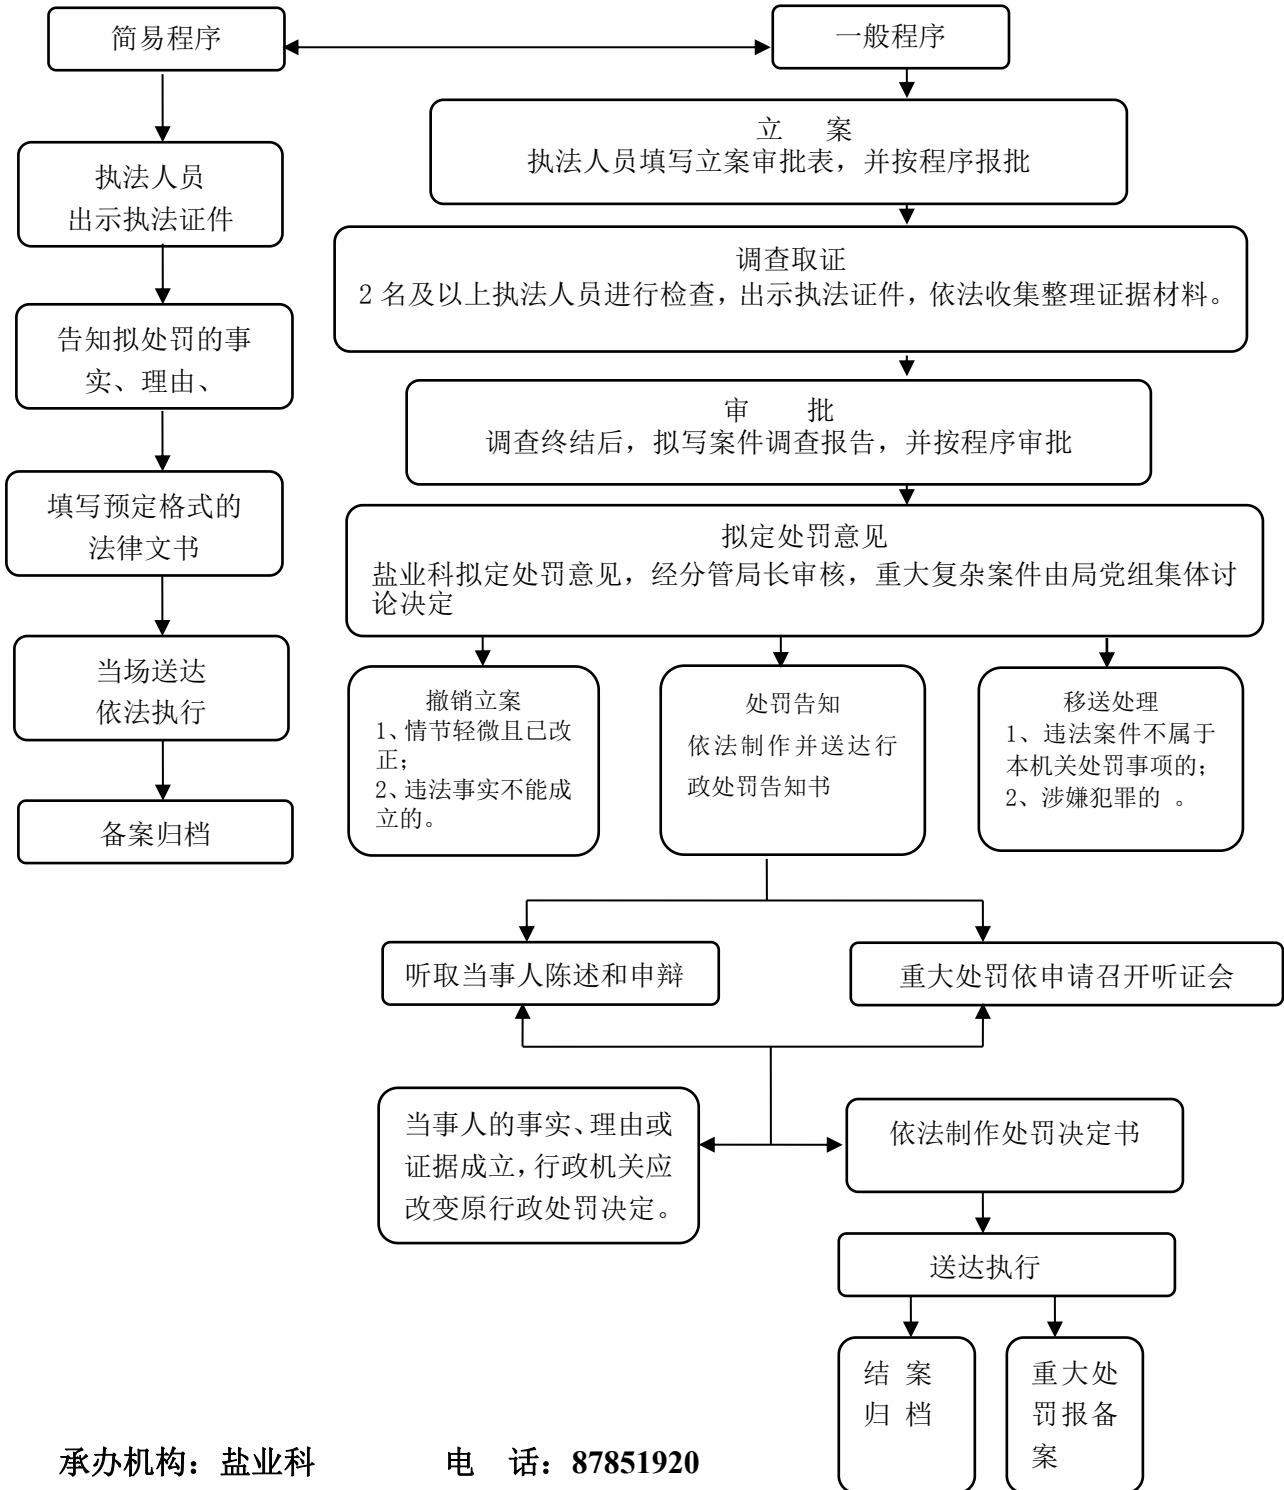 简易程序
一般程序
立　案
执法人员填写立案审批表，并按程序报批
执法人员
出示执法证件
调查取证
2 名及以上执法人员进行检查，出示执法证件，依法收集整理证据材料。
告知拟处罚的事
实、理由、
审　批
调查终结后，拟写案件调查报告，并按程序审批
填写预定格式的
法律文书
拟定处罚意见
盐业科拟定处罚意见，经分管局长审核，重大复杂案件由局党组集体讨
论决定
当场送达
依法执行
撤销立案
1、情节轻微且已改
正；
2、违法事实不能成
立的。
处罚告知
依法制作并送达行
政处罚告知书
移送处理
1、违法案件不属于
本机关处罚事项的；
2、涉嫌犯罪的 。
备案归档
听取当事人陈述和申辩
重大处罚依申请召开听证会
当事人的事实、理由或
证据成立，行政机关应
改变原行政处罚决定。
依法制作处罚决定书
送达执行
结 案
归 档
重大处
罚报备
案
承办机构：盐业科　　电　话：87851920